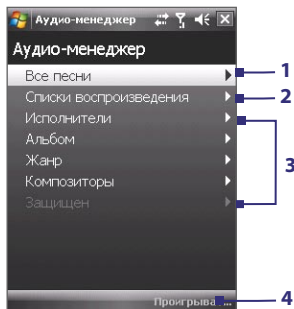 Аудио-менеджер
Аудио-менеджер
Все песни
1
Списки воспроизведения
2
Исполнители
Альбом
Жанр
3
Композиторы
Защищен
Проигрыва...
4